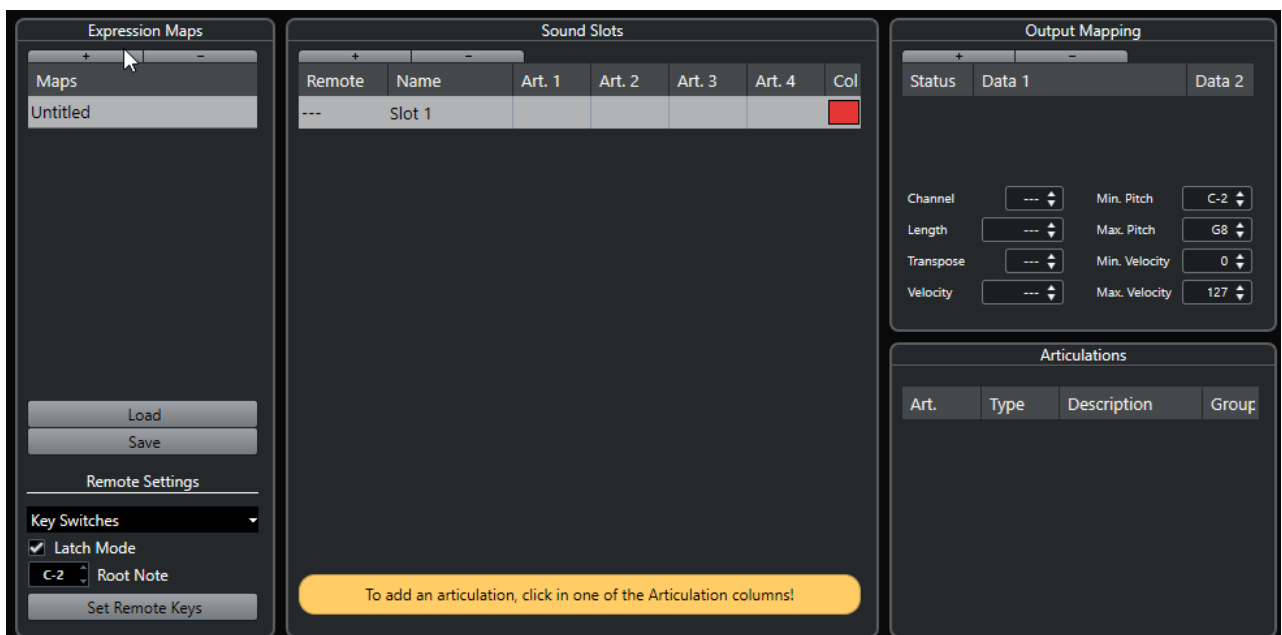 Expression Maps
+ -
Maps
Untitled
Load
Save
Remote Settings
Key Switches
Latch Mode
C-2 Root Note
Set Remote Keys
Sound Slots
+ -
Remote Name Art. 1 Art. 2 Art. 3 Art. 4 Col
--- Slot 1
To add an articulation, click in one of the Articulation columns!
Output Mapping
+ -
Status Data 1 Data 2
Channel --- Min. Pitch C-2
Length --- Max. Pitch G8
Transpose --- Min. Velocity 0
Velocity --- Max. Velocity 127
Articulations
Art. Type Description Group